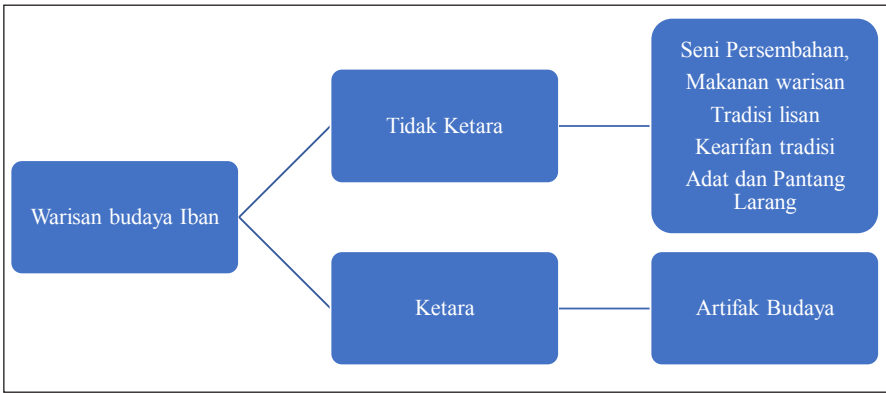 Warisan budaya Iban
Tidak Ketara
Seni Persembahan,
Makanan warisan
Tradisi lisan
Kearifan tradisi
Adat dan Pantang
Larang
Ketara
Artifak Budaya